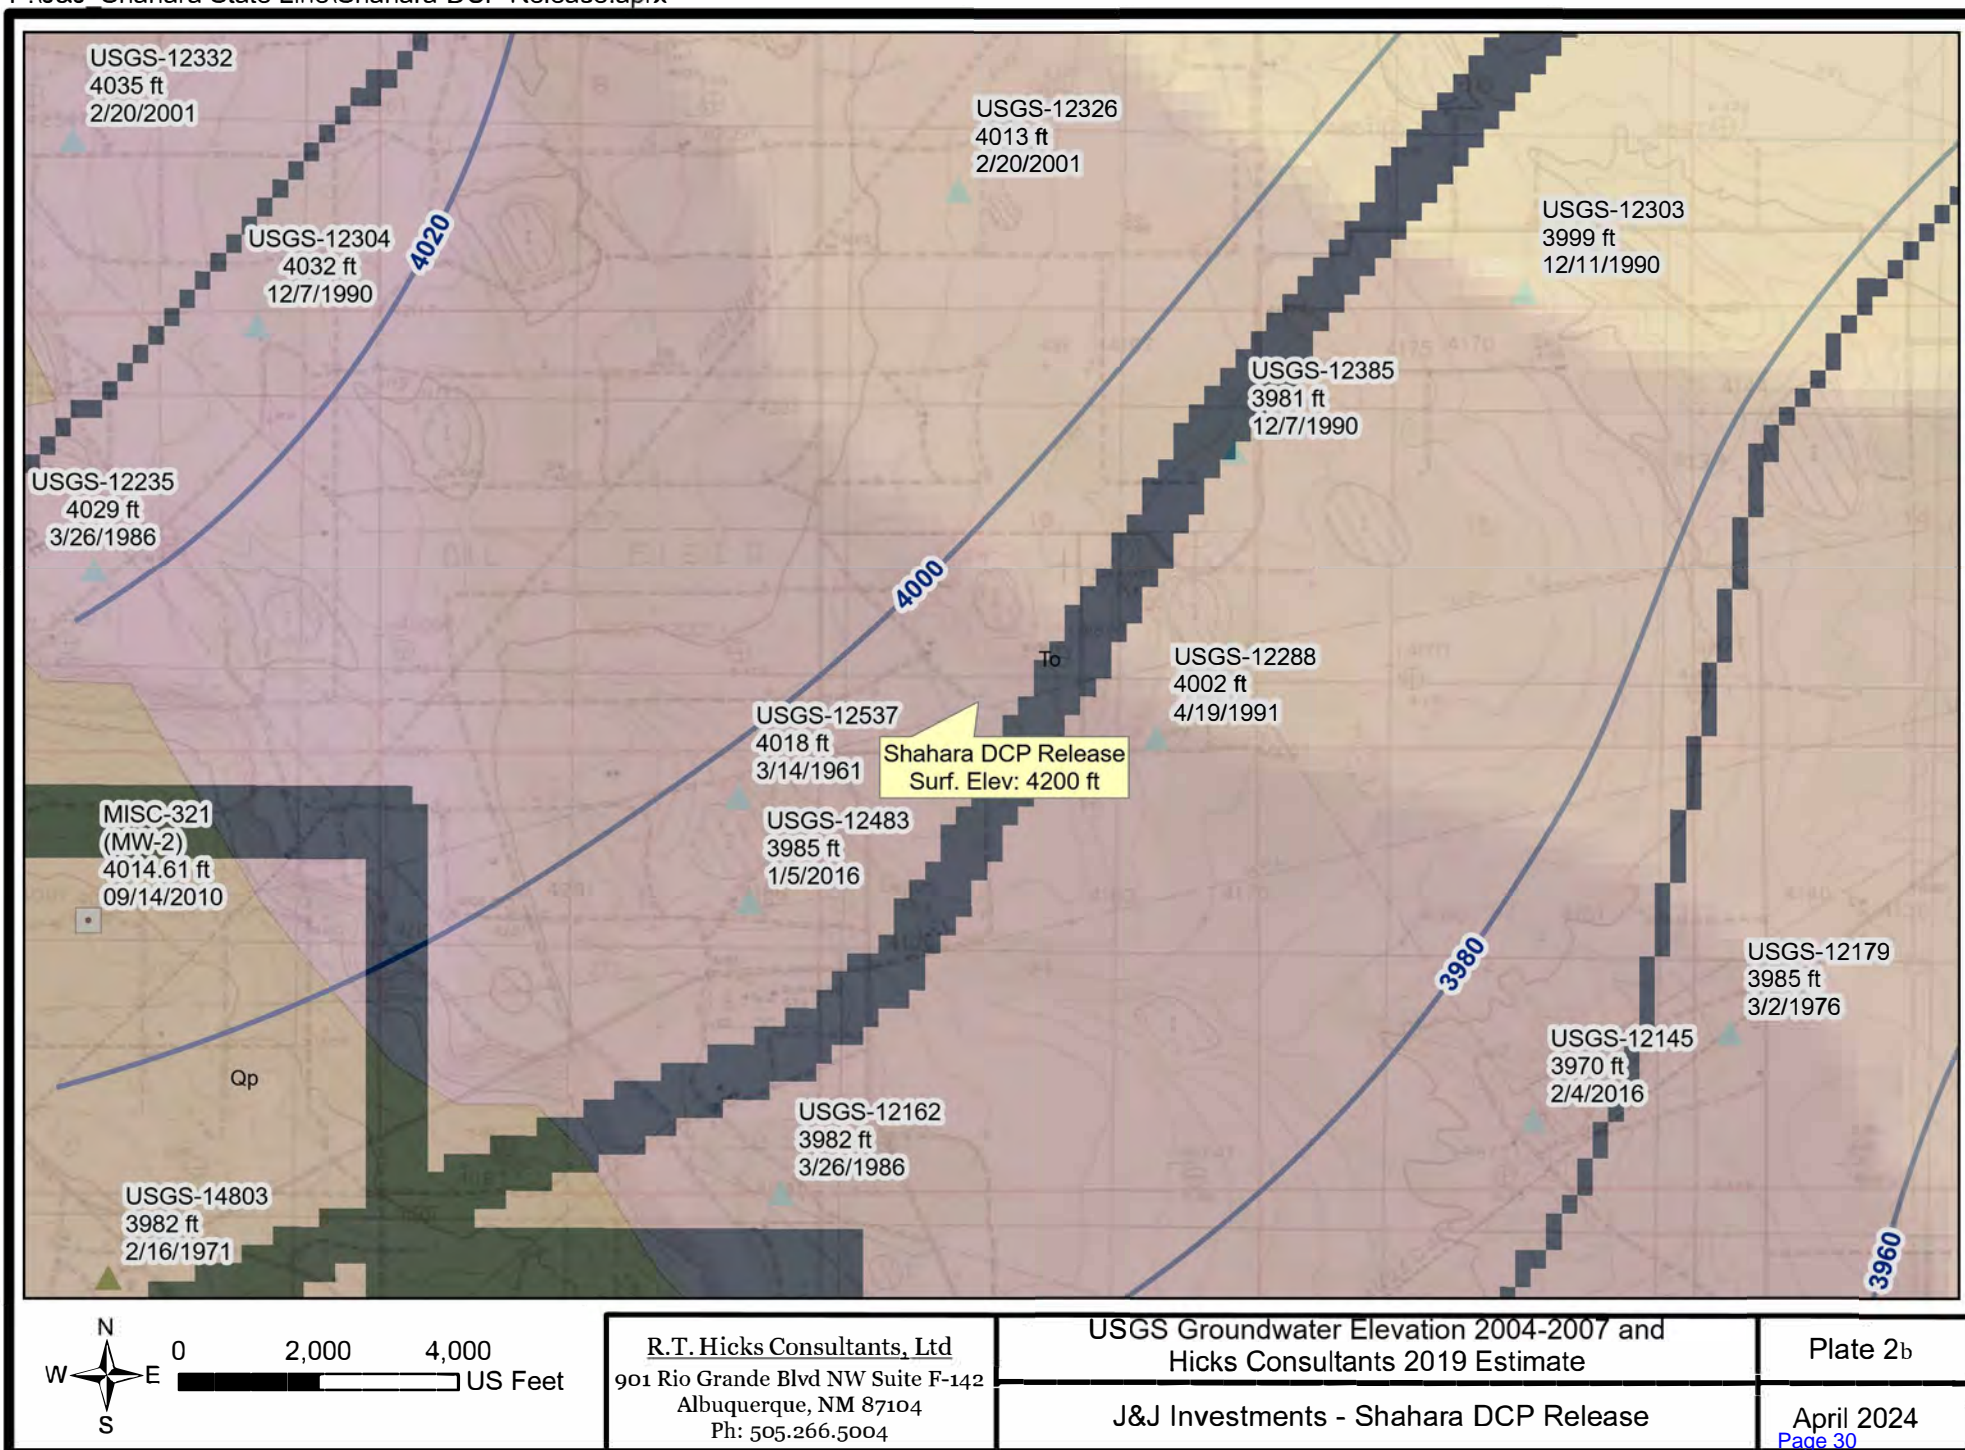 USGS-12332
4035 ft
2/20/2001
USGS-12326
4013 ft
2/20/2001
USGS-12303
3999 ft
12/11/1990
USGS-12304
4032 ft
12/7/1990
4020
USGS-12385
3981 ft
12/7/1990
USGS-12235
4029 ft
3/26/1986
4000
To
USGS-12288
4002 ft
4/19/1991
USGS-12537
4018 ft
3/14/1961
Shahara DCP Release
Surf. Elev: 4200 ft
MISC-321
(MW-2)
4014.61 ft
09/14/2010
USGS-12483
3985 ft
1/5/2016
3980
USGS-12179
3985 ft
3/2/1976
USGS-12145
3970 ft
2/4/2016
Qp
USGS-12162
3982 ft
3/26/1986
USGS-14803
3982 ft
2/16/1971
3960
N
W E
S
0 2,000 4,000
US Feet
R.T. Hicks Consultants, Ltd
901 Rio Grande Blvd NW Suite F-142
Albuquerque, NM 87104
Ph: 505.266.5004
USGS Groundwater Elevation 2004-2007 and
Hicks Consultants 2019 Estimate
J&J Investments - Shahara DCP Release
Plate 2b
April 2024
Page 30